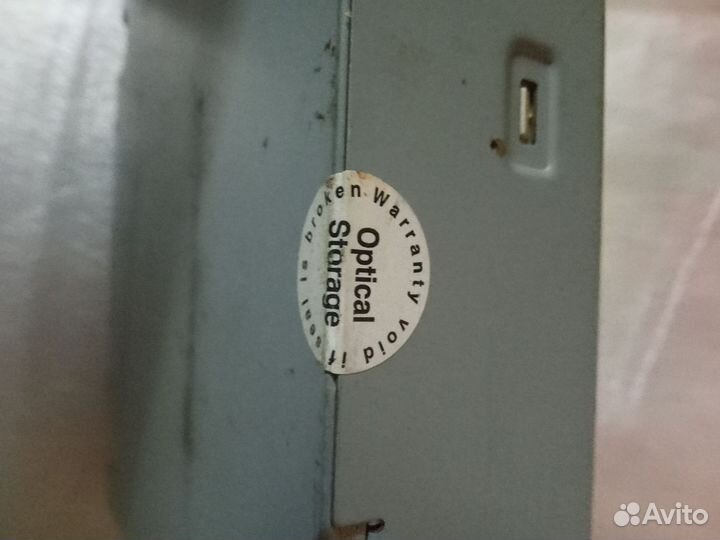 Warranty void if seal is broken
Optical
Storage
Avito